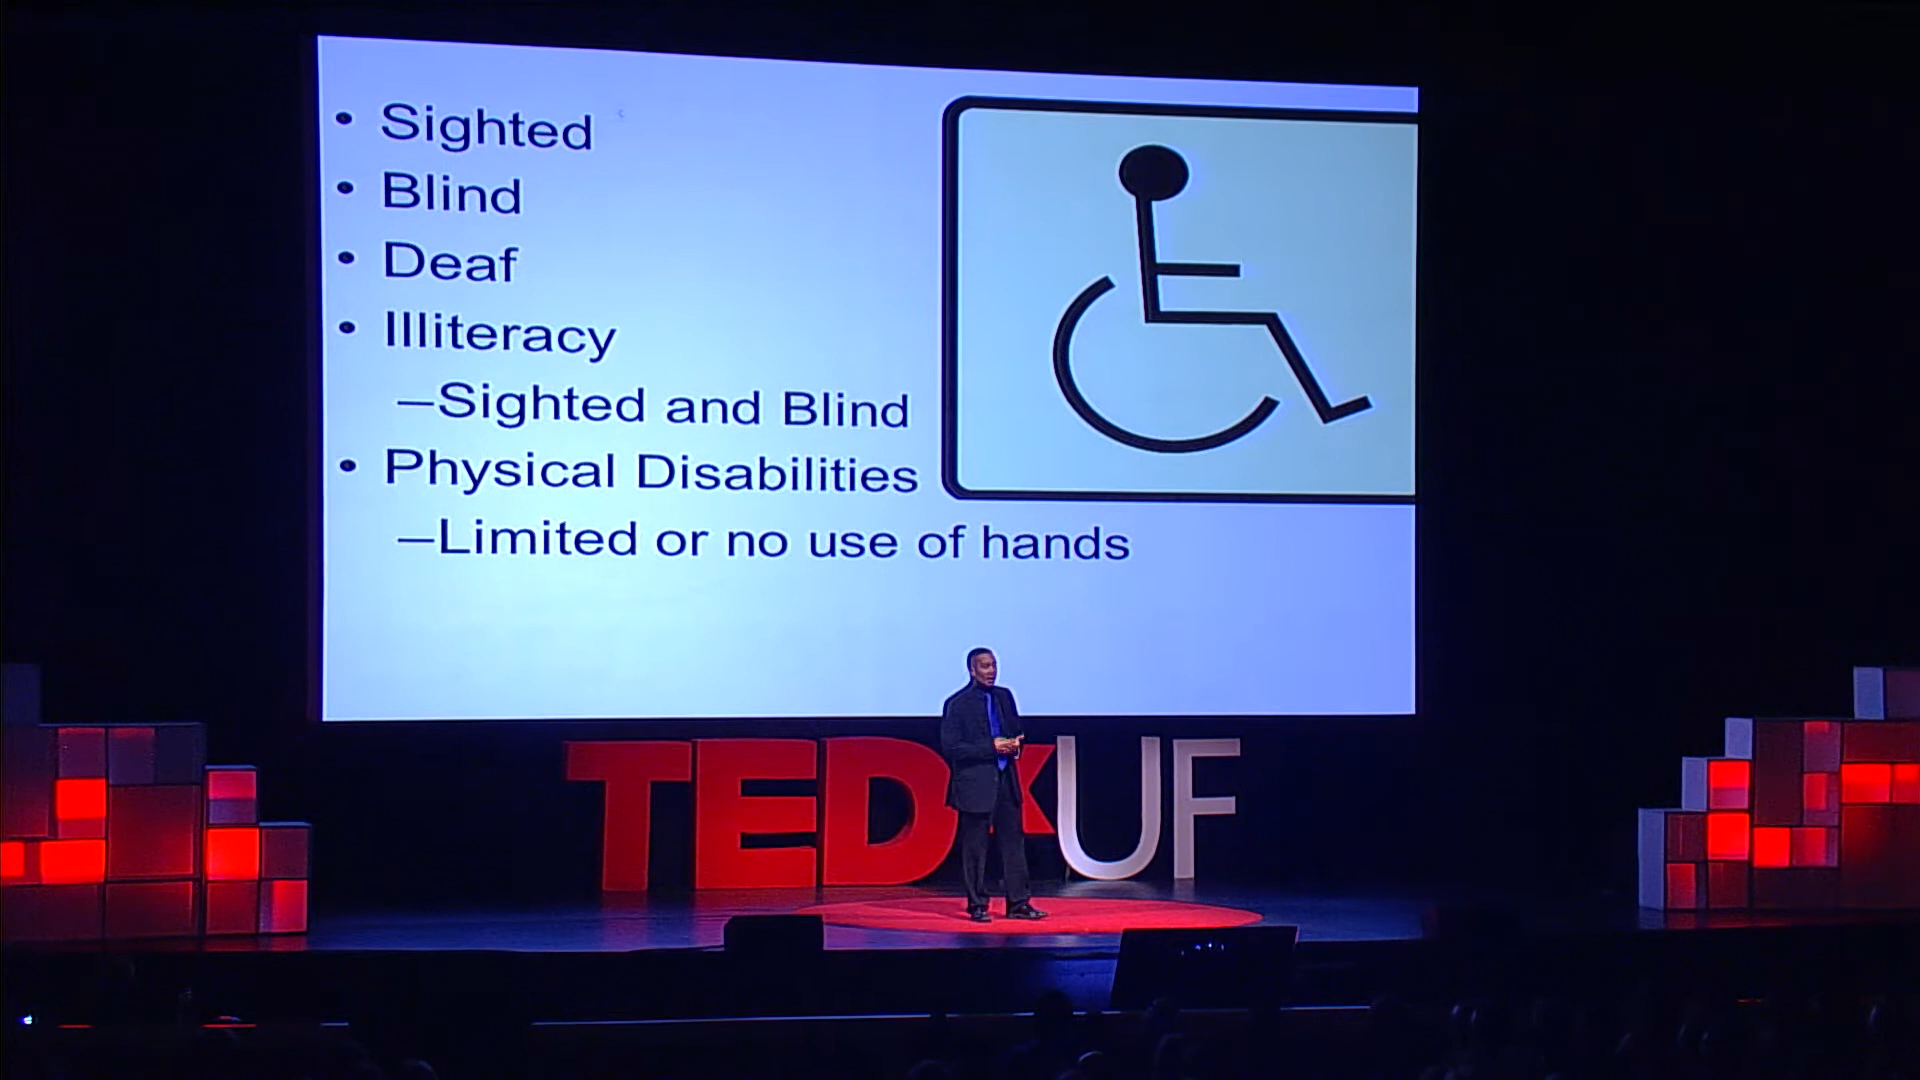 • Sighted
• Blind
• Deaf
• Illiteracy
—Sighted and Blind
• Physical Disabilities
—Limited or no use of hands
TEDxUF